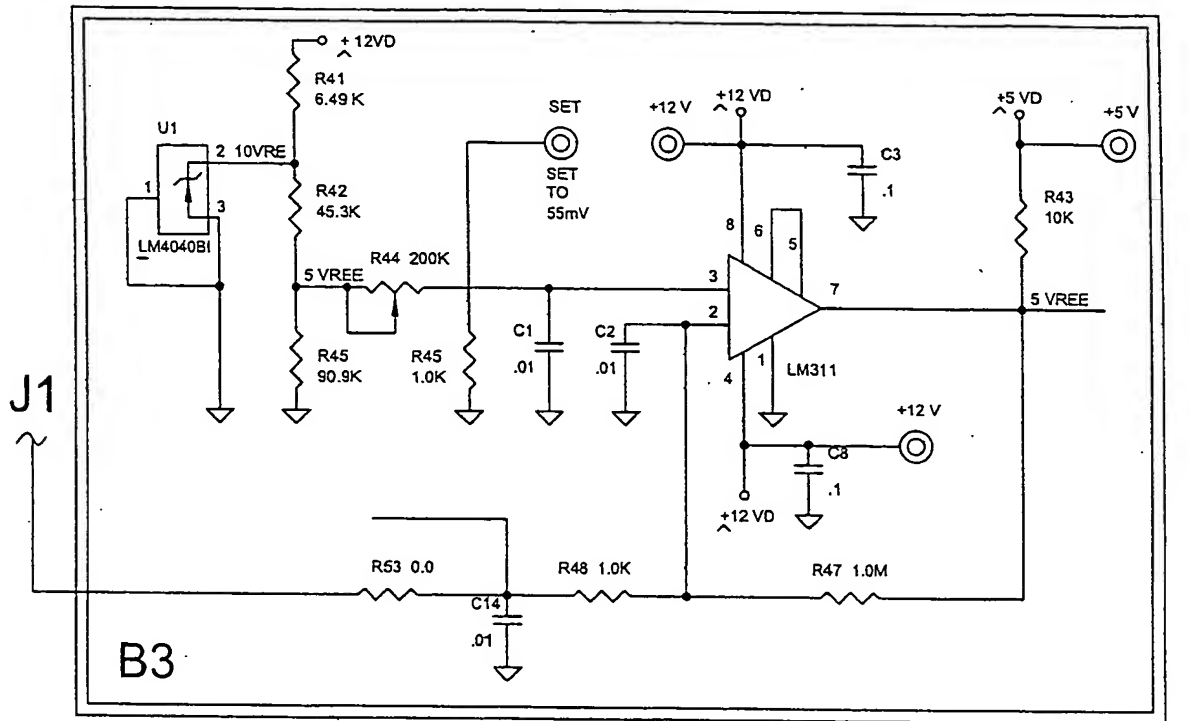 + 12VD
^
R41
6.49 K
U1
2 10VRE
1
3
LM4040BI
R42
45.3K
SET
SET
TO
55mV
+12 V
+12 VD
^
C3
.1
+5 VD
^
+5 V
R43
10K
8
6
5
5 VREE
R44 200K
3
2
7
5 VREE
R45
90.9K
R45
1.0K
C1
.01
C2
.01
4
1
LM311
+12 V
C8
.1
+12 VD
^
J1
R53 0.0
C14
.01
R48 1.0K
R47 1.0M
B3